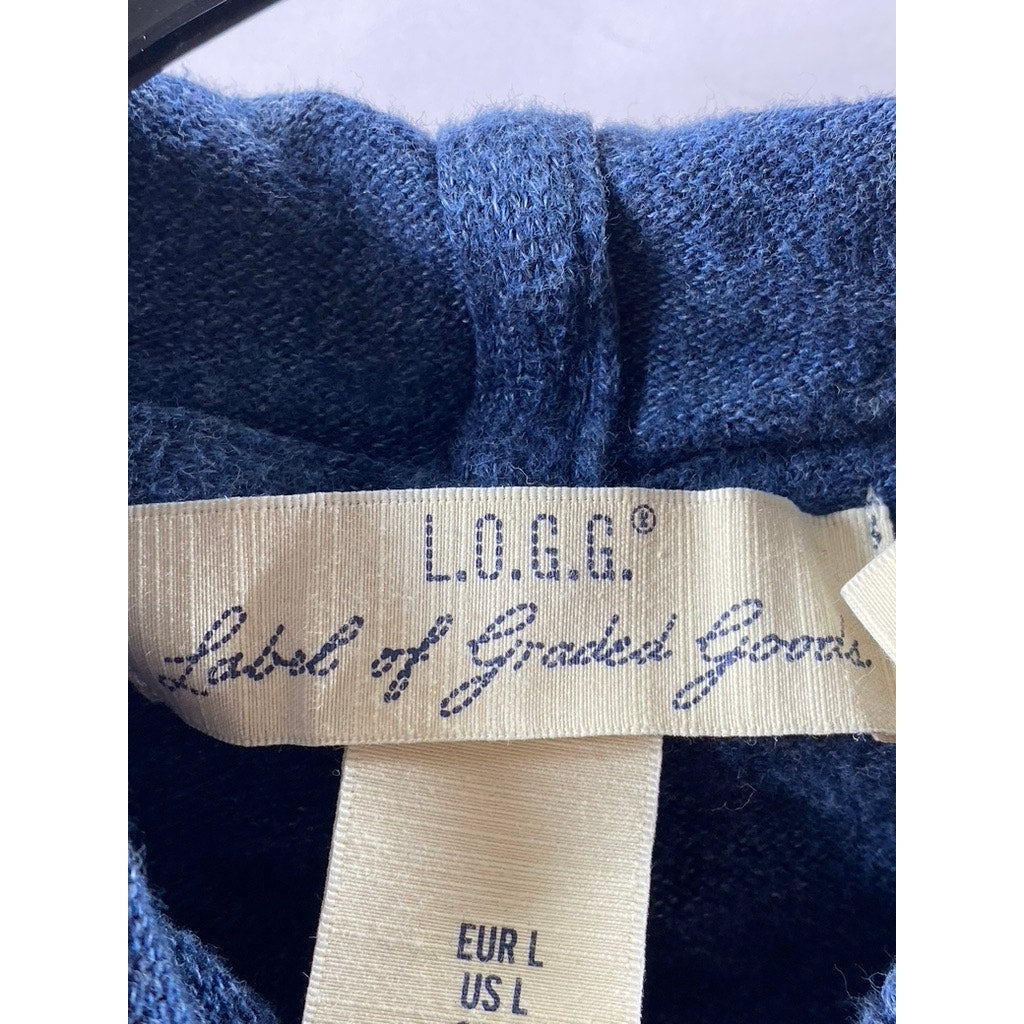 L.O.G.G.®
Label of Graded Goods.
EUR L
US L